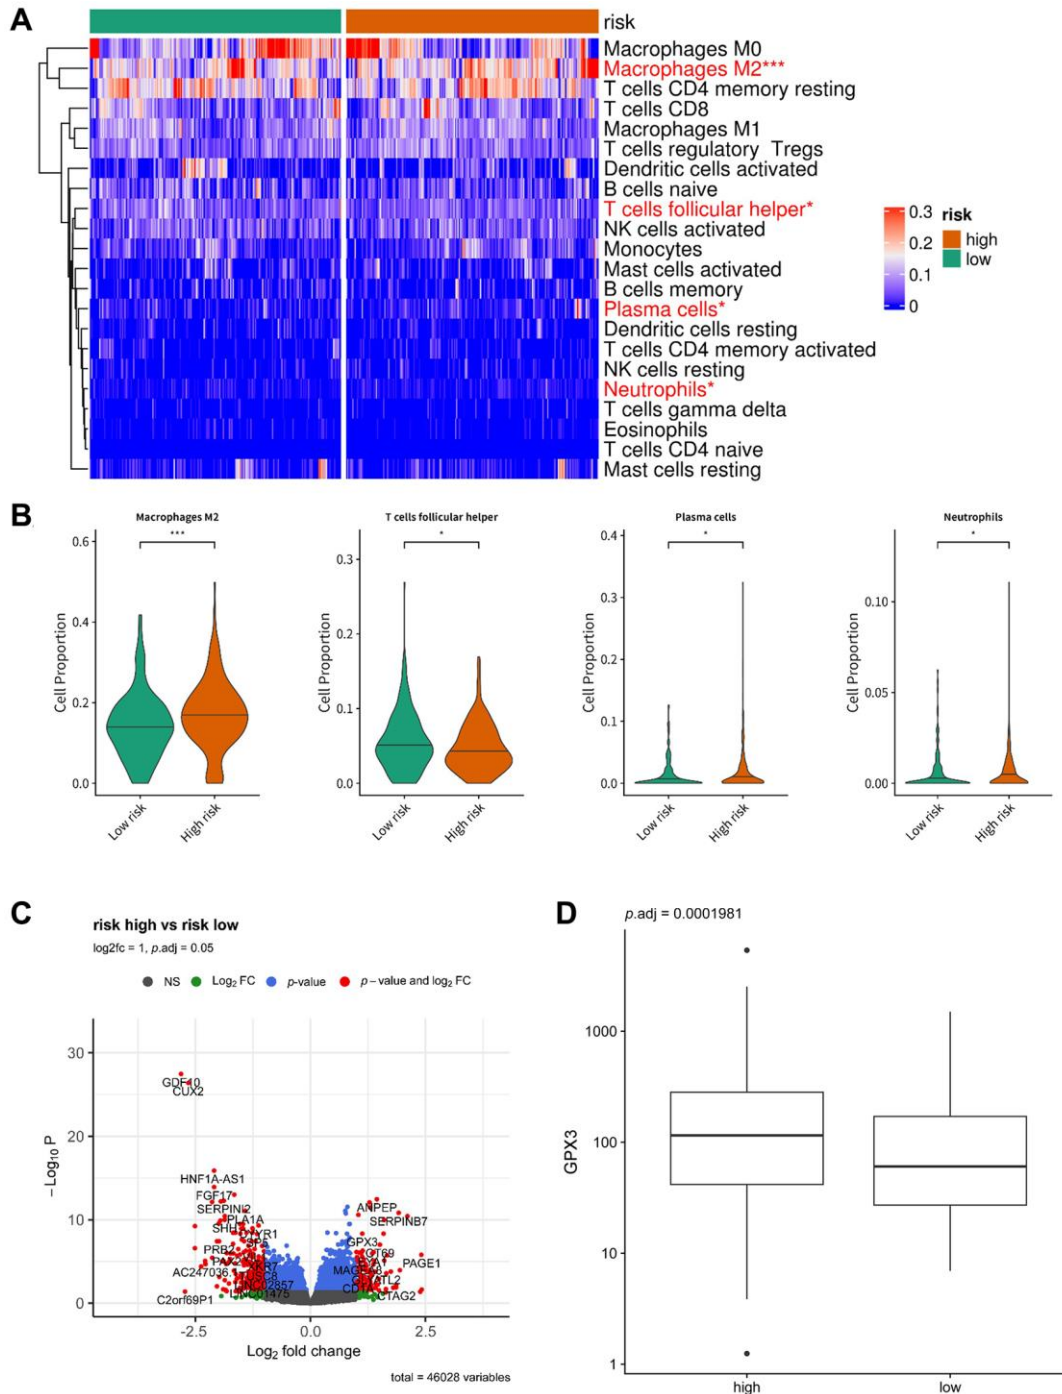 A
risk
Macrophages M0
Macrophages M2***
T cells CD4 memory resting
T cells CD8
Macrophages M1
T cells regulatory Tregs
Dendritic cells activated
B cells naive
T cells follicular helper*
NK cells activated
Monocytes
Mast cells activated
B cells memory
Plasma cells*
Dendritic cells resting
T cells CD4 memory activated
NK cells resting
Neutrophils*
T cells gamma delta
Eosinophils
T cells CD4 naive
Mast cells resting
0.3
0.2
0.1
0
risk
high
low
B
Macrophages M2
***
Cell Proportion
0.6
0.4
0.2
0.0
Low risk
High risk
T cells follicular helper
*
Cell Proportion
0.3
0.2
0.1
0.0
Low risk
High risk
Plasma cells
*
Cell Proportion
0.4
0.3
0.2
0.1
0.0
Low risk
High risk
Neutrophils
*
Cell Proportion
0.10
0.05
0.00
Low risk
High risk
C
risk high vs risk low
log2fc = 1, p.adj = 0.05
NS
Log2 FC
p-value
p – value and log2 FC
– Log10 P
30
20
10
0
GDF10
CUX2
HNF1A-AS1
FGF17
SERPINI2
PLA1A
SHH
SP5
PRB2
AC247036.1
C2orf69P1
LINC01475
ANPEP
SERPINB7
GPX3
CT69
PAGE1
CTAG2
-2.5
0.0
2.5
Log2 fold change
total = 46028 variables
D
p.adj = 0.0001981
GPX3
1000
100
10
1
high
low